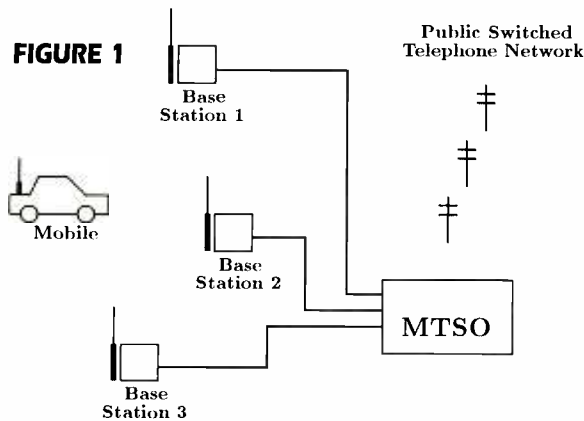 FIGURE 1
Public Switched
Telephone Network
Base
Station 1
Mobile
Base
Station 2
MTSO
Base
Station 3